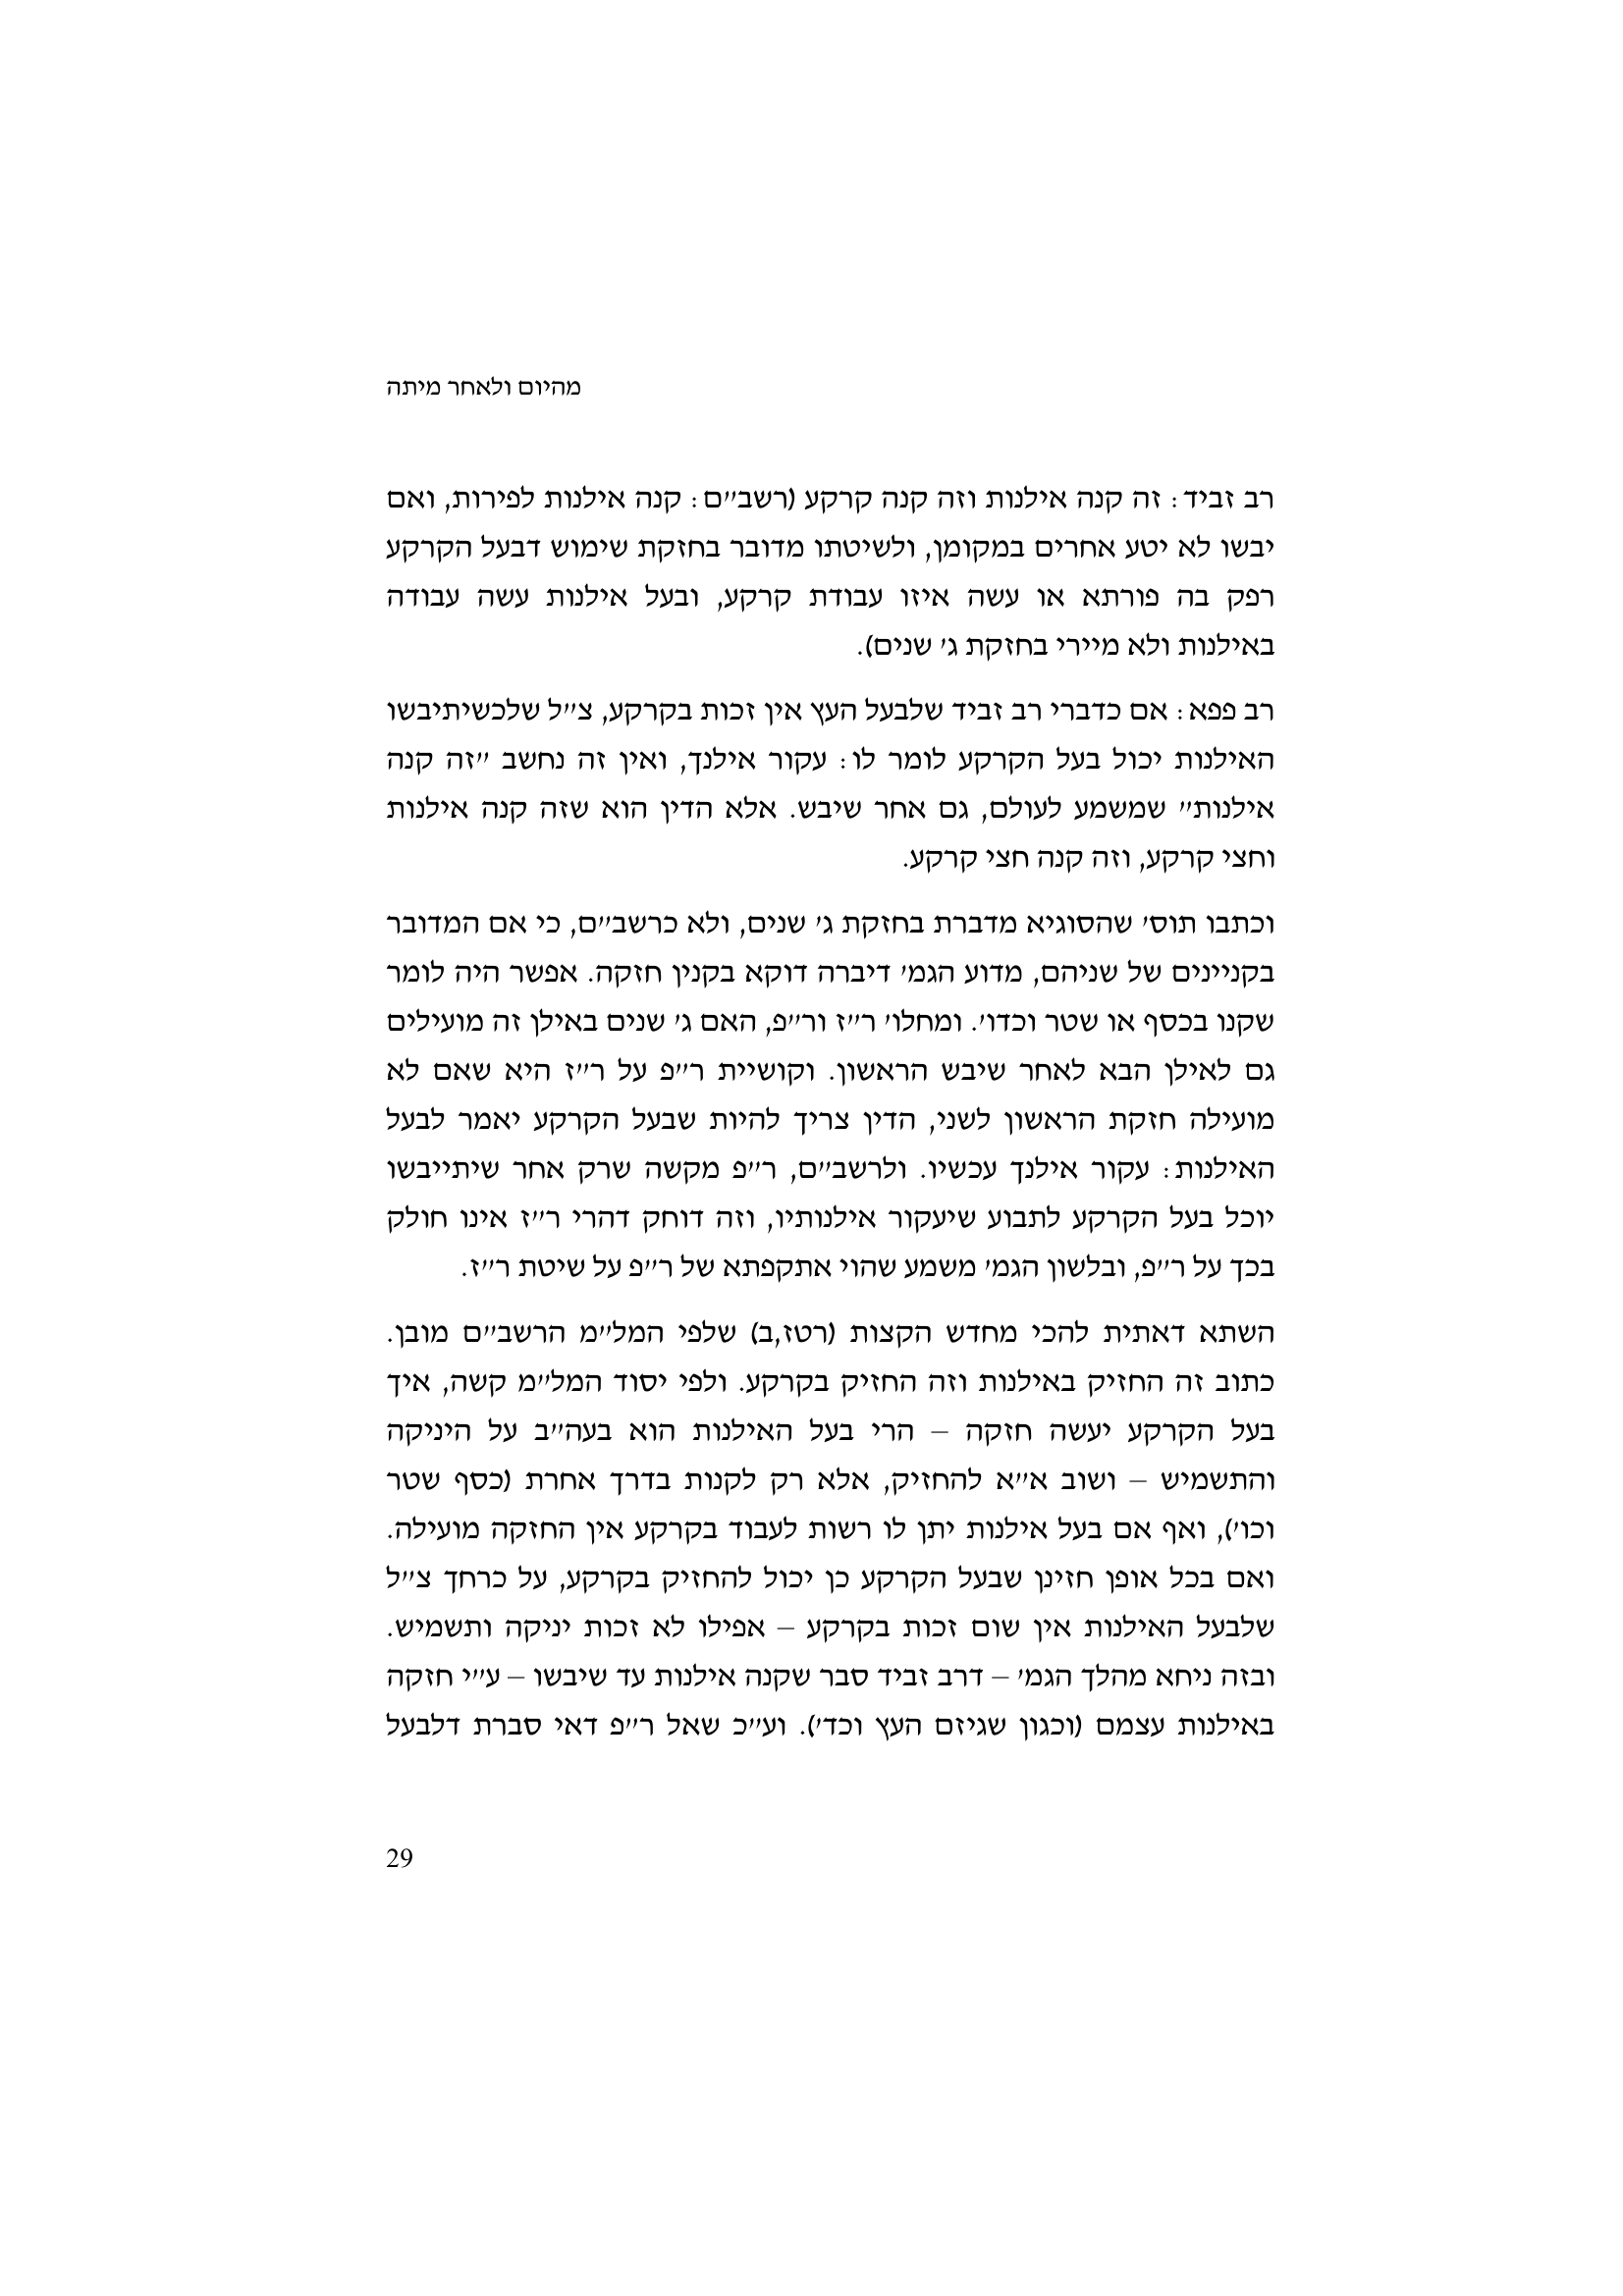 מהיום ולאחר מיתה
רב זביד: זה קנה אילנות וזה קנה קרקע (רשב״ם: קנה אילנות לפירות, ואם
יבשו לא יטע אחרים במקומן, ולשיטתו מדובר בחזקת שימוש דבעל הקרקע
רפק בה פורתא או עשה איזו עבודת קרקע, ובעל אילנות עשה עבודה
באילנות ולא מיירי בחזקת ג׳ שנים).
רב פפא: אם כדברי רב זביד שלבעל העץ אין זכות בקרקע, צ״ל שלכשיתיבשו
האילנות יכול בעל הקרקע לומר לו: עקור אילנך, ואין זה נחשב ״זה קנה
אילנות״ שמשמע לעולם, גם אחר שיבש. אלא הדין הוא שזה קנה אילנות
וחצי קרקע, וזה קנה חצי קרקע.
וכתבו תוס׳ שהסוגיא מדברת בחזקת ג׳ שנים, ולא כרשב״ם, כי אם המדובר
בקניינים של שניהם, מדוע הגמ׳ דיברה דוקא בקנין חזקה. אפשר היה לומר
שקנו בכסף או שטר וכדו׳. ומחלו׳ ר״ז ור״פ, האם ג׳ שנים באילן זה מועילים
גם לאילן הבא לאחר שיבש הראשון. וקושיית ר״פ על ר״ז היא שאם לא
מועילה חזקת הראשון לשני, הדין צריך להיות שבעל הקרקע יאמר לבעל
האילנות: עקור אילנך עכשיו. ולרשב״ם, ר״פ מקשה שרק אחר שיתייבשו
יוכל בעל הקרקע לתבוע שיעקור אילנותיו, וזה דוחק דהרי ר״ז אינו חולק
בכך על ר״פ, ובלשון הגמ׳ משמע שהוי אתקפתא של ר״פ על שיטת ר״ז.
השתא דאתית להכי מחדש הקצות (רטז,ב) שלפי המל״מ הרשב״ם מובן.
כתוב זה החזיק באילנות וזה החזיק בקרקע. ולפי יסוד המל״מ קשה, איך
בעל הקרקע יעשה חזקה – הרי בעל האילנות הוא בעה״ב על היניקה
והתשמיש – ושוב א״א להחזיק, אלא רק לקנות בדרך אחרת (כסף שטר
וכו׳), ואף אם בעל אילנות יתן לו רשות לעבוד בקרקע אין החזקה מועילה.
ואם בכל אופן חזינן שבעל הקרקע כן יכול להחזיק בקרקע, על כרחך צ״ל
שלבעל האילנות אין שום זכות בקרקע – אפילו לא זכות יניקה ותשמיש.
ובזה ניחא מהלך הגמ׳ – דרב זביד סבר שקנה אילנות עד שיבשו – ע״י חזקה
באילנות עצמם (וכגון שגיזם העץ וכד׳). וע״כ שאל ר״פ דאי סברת דלבעל
29